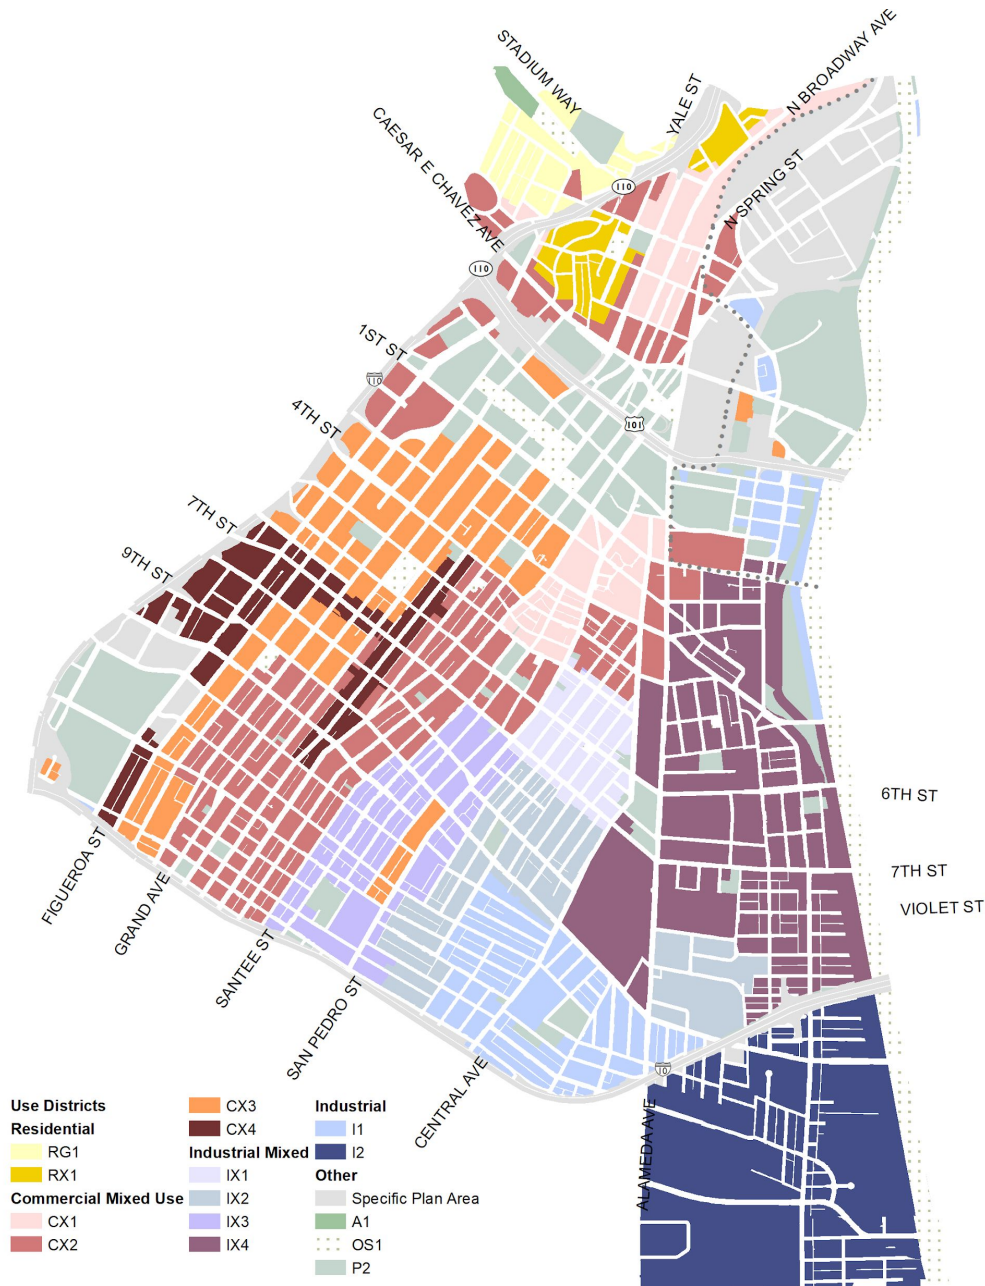 STADIUM WAY
YALE ST
N BROADWAY AVE
CAESAR E CHAVEZ AVE
N SPRING ST
110
110
1ST ST
110
4TH ST
101
7TH ST
9TH ST
6TH ST
7TH ST
VIOLET ST
FIGUEROA ST
GRAND AVE
SANTEE ST
SAN PEDRO ST
CENTRAL AVE
10
ALAMEDA AVE
Use Districts
Residential
RG1
RX1
Commercial Mixed Use
CX1
CX2
CX3
CX4
Industrial Mixed
IX1
IX2
IX3
IX4
Industrial
I1
I2
Other
Specific Plan Area
A1
OS1
P2